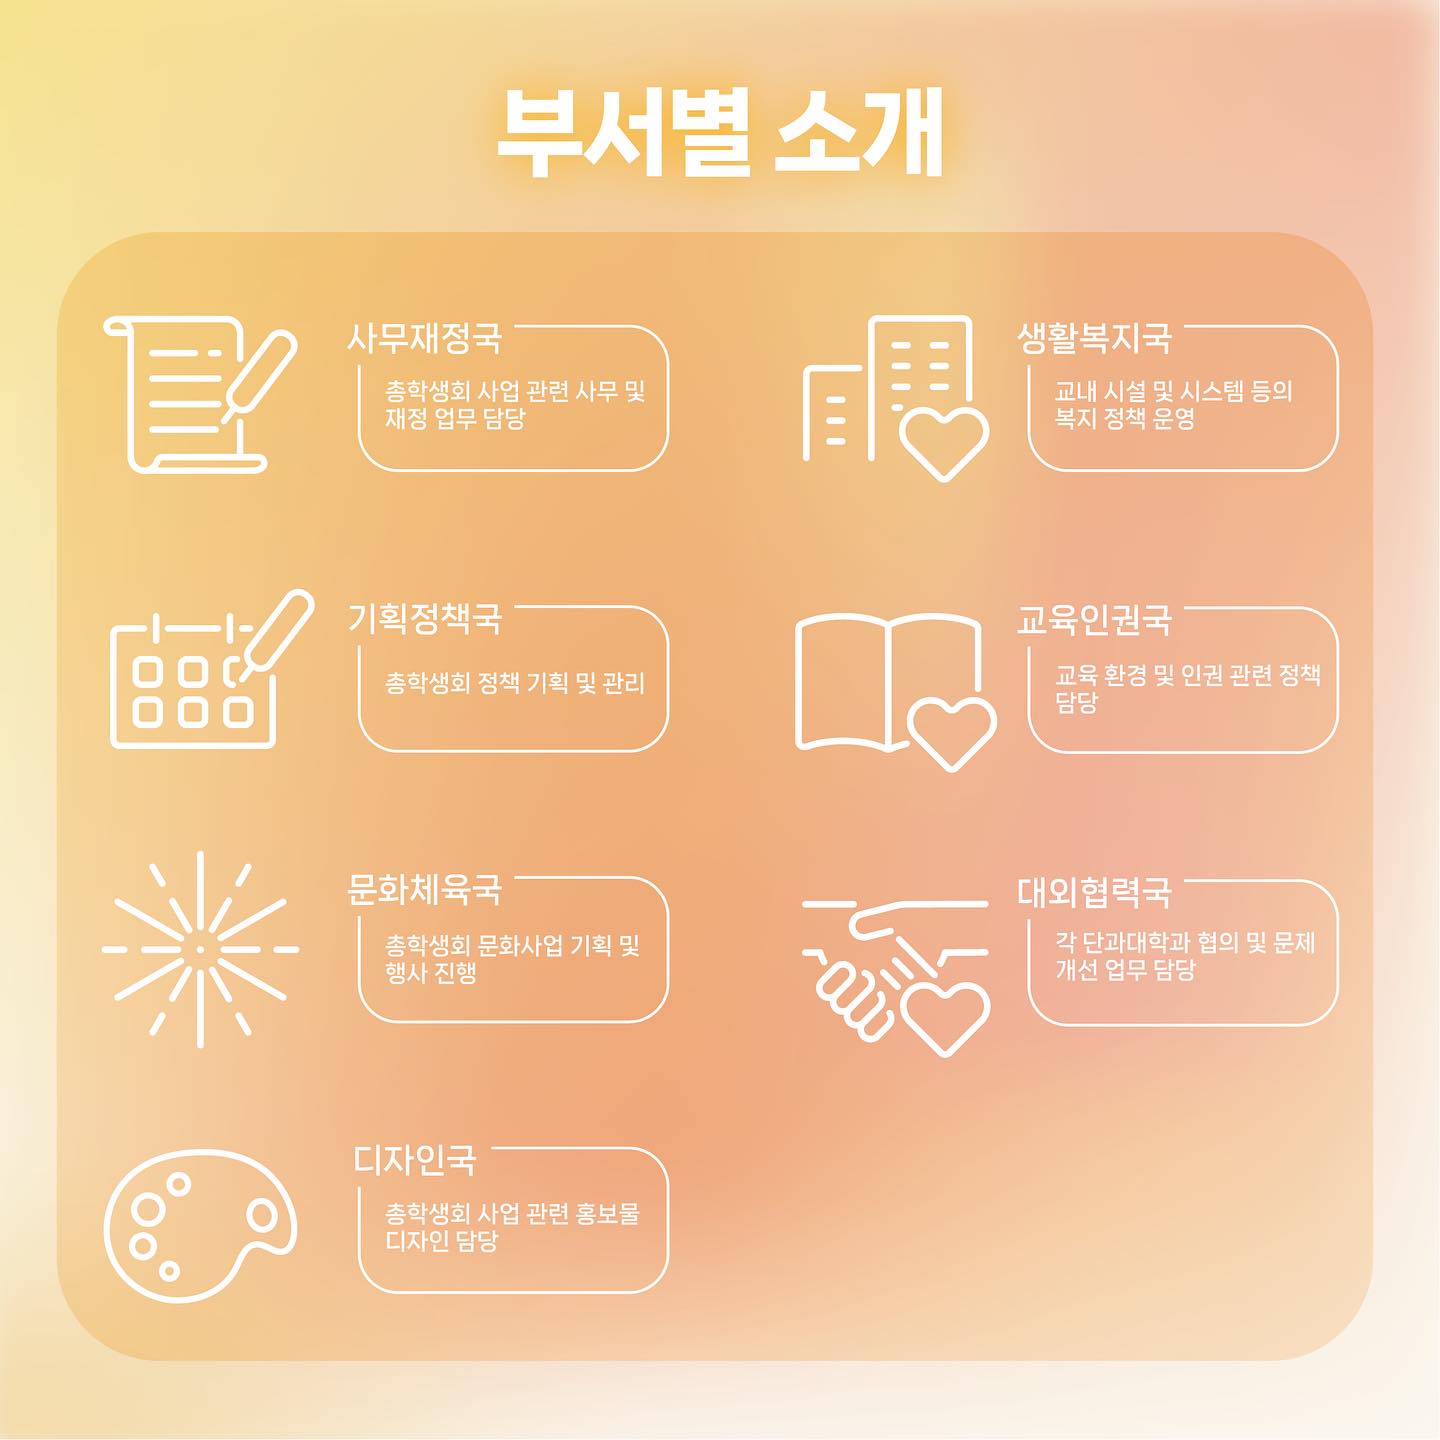 부서별 소개
사무재정국
총학생회 사업 관련 사무 및
재정 업무 담당
생활복지국
교내 시설 및 시스템 등의
복지 정책 운영
기획정책국
총학생회 정책 기획 및 관리
교육인권국
교육 환경 및 인권 관련 정책
담당
문화체육국
총학생회 문화사업 기획 및
행사 진행
대외협력국
각 단과대학과 협의 및 문제
개선 업무 담당
디자인국
총학생회 사업 관련 홍보물
디자인 담당